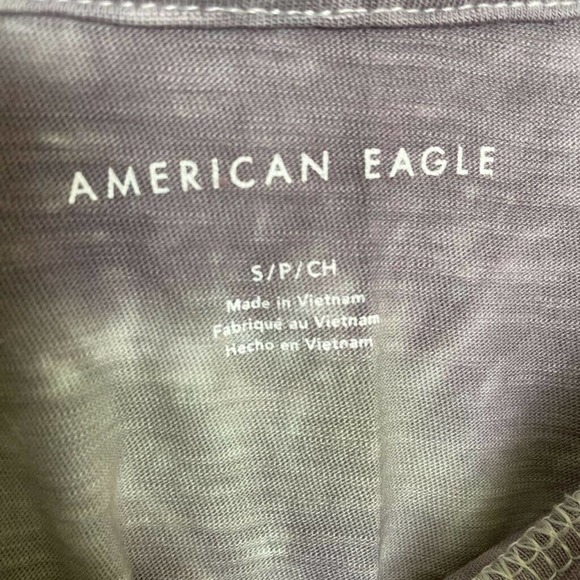 AMERICAN EAGLE
S/P/CH
Made in Vietnam
Fabriqué au Vietnam
Hecho en Vietnam